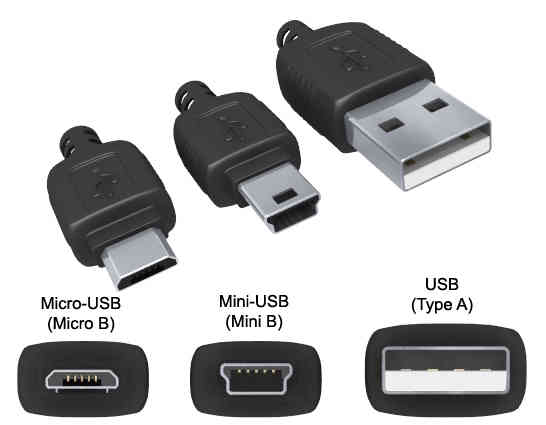 Micro-USB
(Micro B)
Mini-USB
(Mini B)
USB
(Type A)